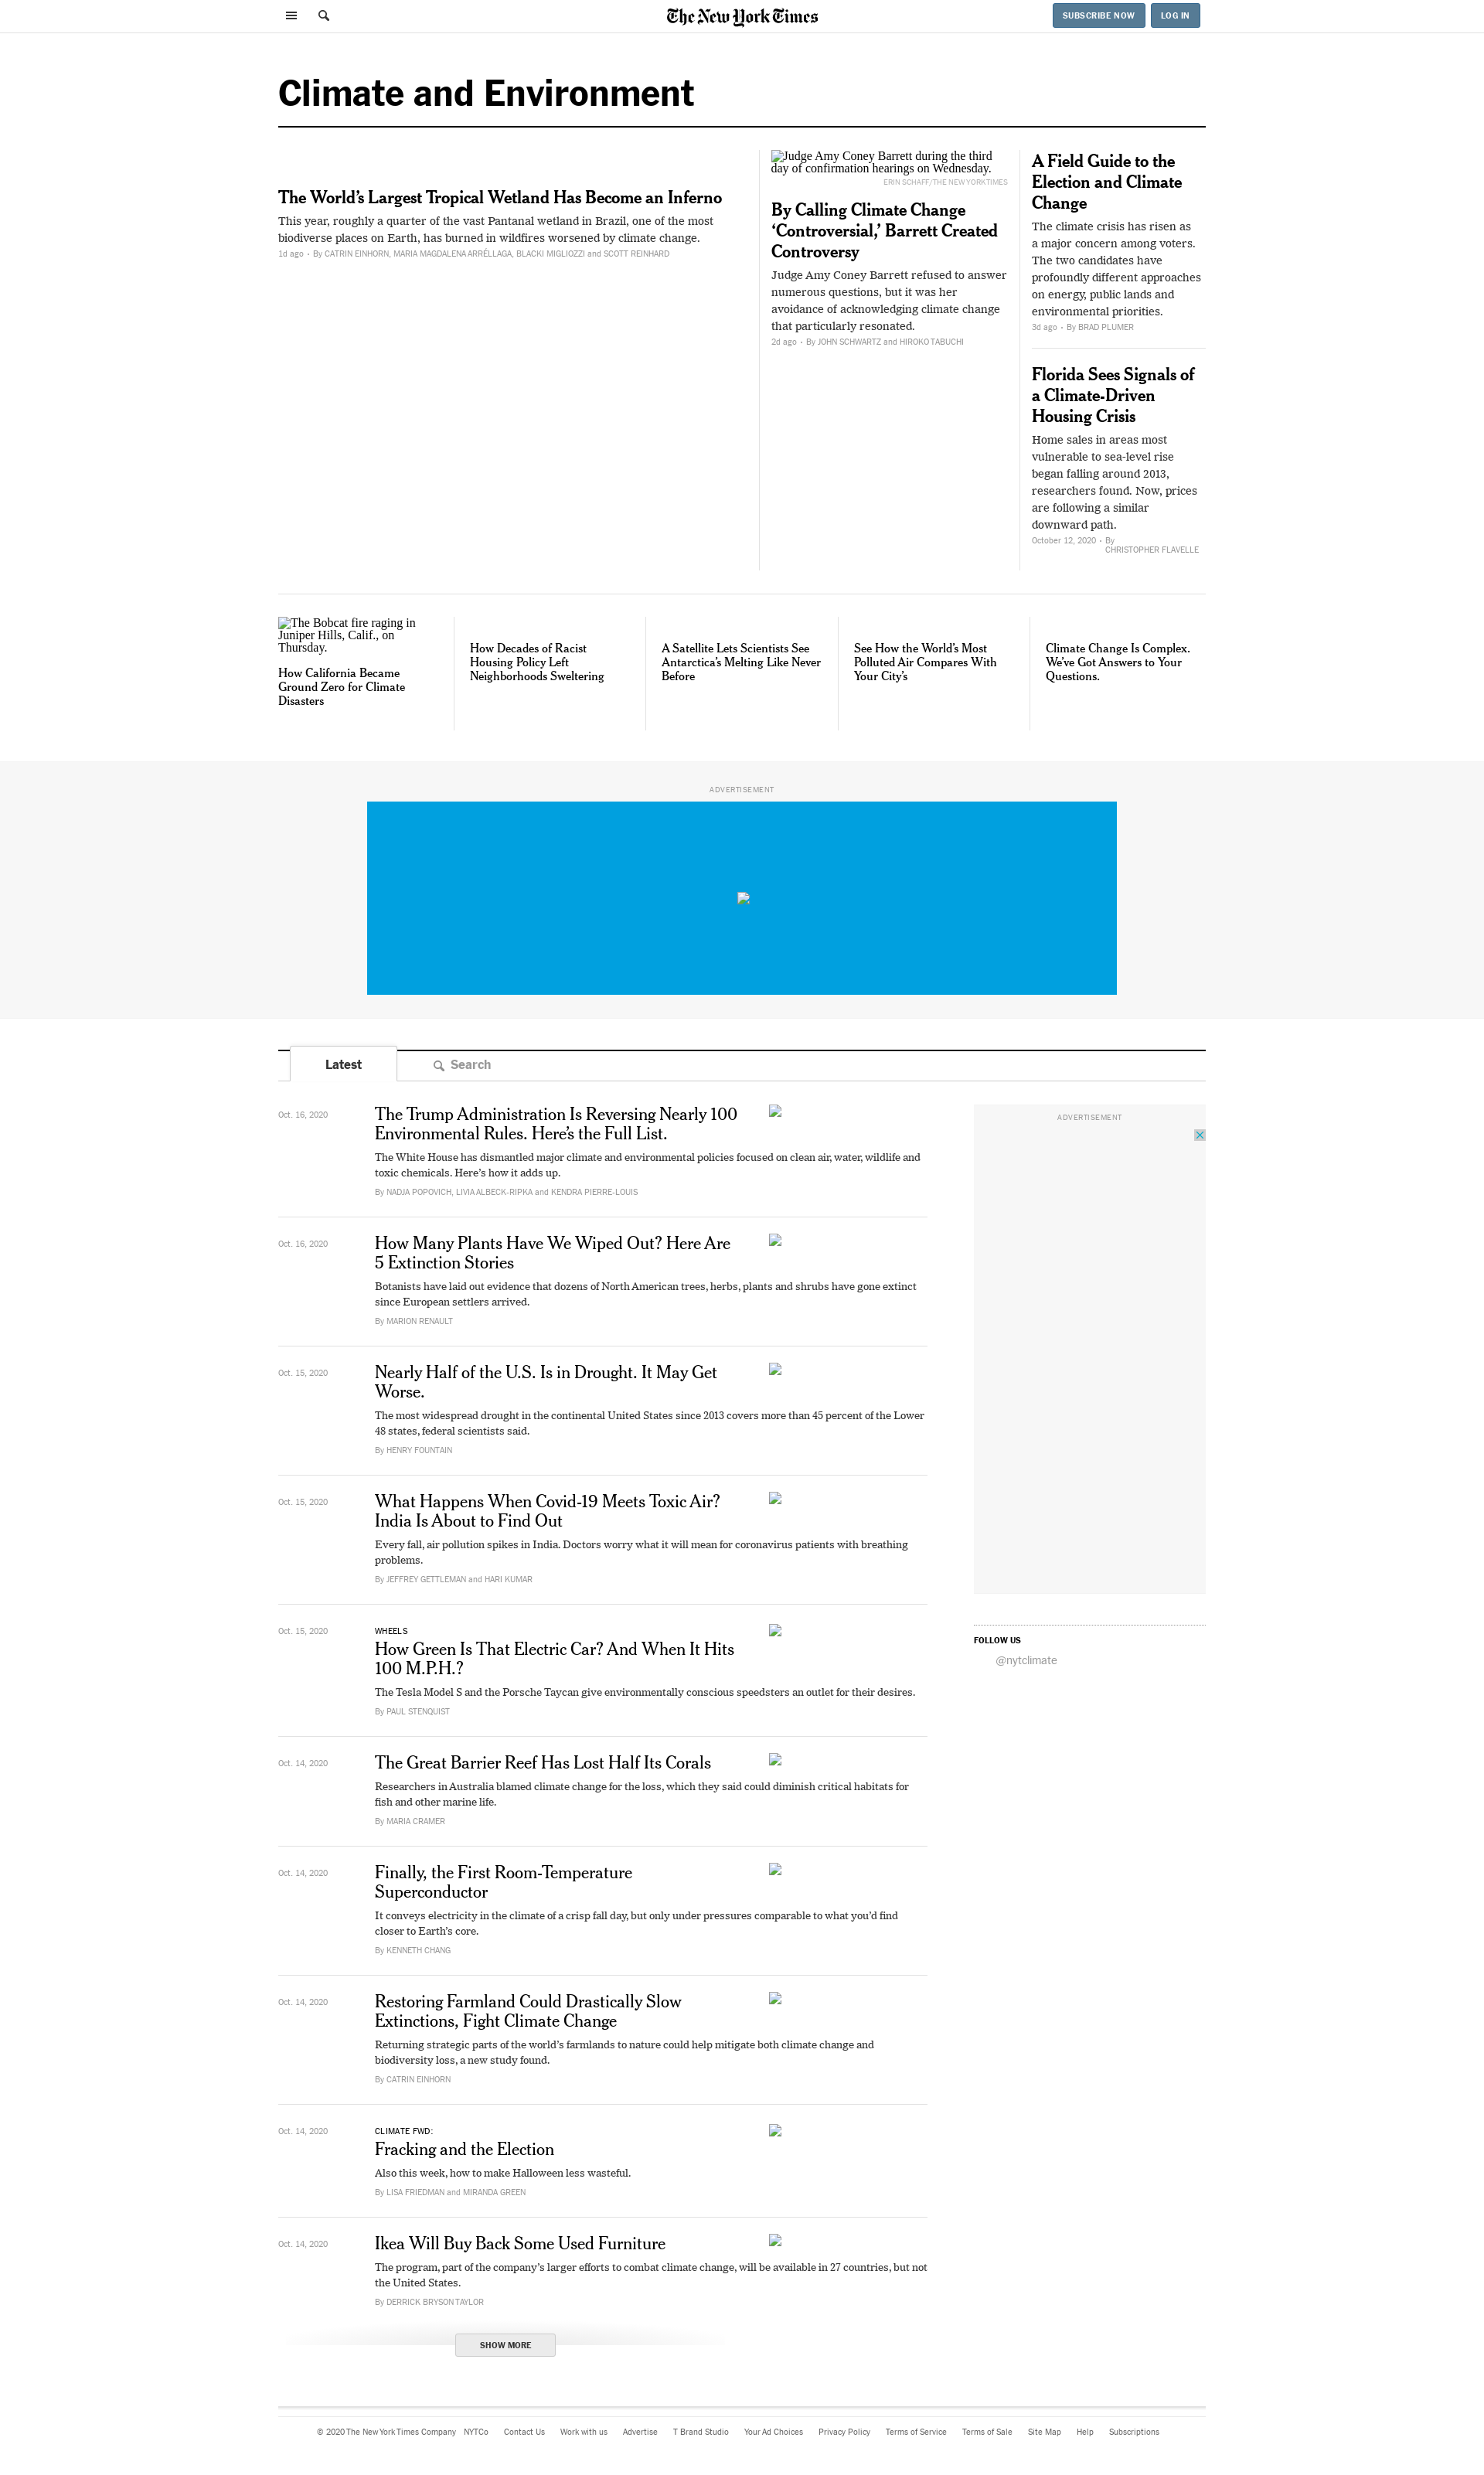 The New York Times
SUBSCRIBE NOW
LOG IN
Climate and Environment
The World’s Largest Tropical Wetland Has Become an Inferno
This year, roughly a quarter of the vast Pantanal wetland in Brazil, one of the most
biodiverse places on Earth, has burned in wildfires worsened by climate change.
1d ago • By CATRIN EINHORN, MARIA MAGDALENA ARRÉLLAGA, BLACKI MIGLIOZZI and SCOTT REINHARD
Judge Amy Coney Barrett during the third
day of confirmation hearings on Wednesday.
ERIN SCHAFF/THE NEW YORK TIMES
By Calling Climate Change
‘Controversial,’ Barrett Created
Controversy
Judge Amy Coney Barrett refused to answer
numerous questions, but it was her
avoidance of acknowledging climate change
that particularly resonated.
2d ago • By JOHN SCHWARTZ and HIROKO TABUCHI
A Field Guide to the
Election and Climate
Change
The climate crisis has risen as
a major concern among voters.
The two candidates have
profoundly different approaches
on energy, public lands and
environmental priorities.
3d ago • By BRAD PLUMER
Florida Sees Signals of
a Climate-Driven
Housing Crisis
Home sales in areas most
vulnerable to sea-level rise
began falling around 2013,
researchers found. Now, prices
are following a similar
downward path.
October 12, 2020 • By
CHRISTOPHER FLAVELLE
The Bobcat fire raging in
Juniper Hills, Calif., on
Thursday.
How California Became
Ground Zero for Climate
Disasters
How Decades of Racist
Housing Policy Left
Neighborhoods Sweltering
A Satellite Lets Scientists See
Antarctica’s Melting Like Never
Before
See How the World’s Most
Polluted Air Compares With
Your City’s
Climate Change Is Complex.
We’ve Got Answers to Your
Questions.
ADVERTISEMENT
Latest
Search
Oct. 16, 2020
The Trump Administration Is Reversing Nearly 100
Environmental Rules. Here’s the Full List.
The White House has dismantled major climate and environmental policies focused on clean air, water, wildlife and
toxic chemicals. Here’s how it adds up.
By NADJA POPOVICH, LIVIA ALBECK-RIPKA and KENDRA PIERRE-LOUIS
ADVERTISEMENT
Oct. 16, 2020
How Many Plants Have We Wiped Out? Here Are
5 Extinction Stories
Botanists have laid out evidence that dozens of North American trees, herbs, plants and shrubs have gone extinct
since European settlers arrived.
By MARION RENAULT
Oct. 15, 2020
Nearly Half of the U.S. Is in Drought. It May Get
Worse.
The most widespread drought in the continental United States since 2013 covers more than 45 percent of the Lower
48 states, federal scientists said.
By HENRY FOUNTAIN
Oct. 15, 2020
What Happens When Covid-19 Meets Toxic Air?
India Is About to Find Out
Every fall, air pollution spikes in India. Doctors worry what it will mean for coronavirus patients with breathing
problems.
By JEFFREY GETTLEMAN and HARI KUMAR
Oct. 15, 2020
WHEELS
How Green Is That Electric Car? And When It Hits
100 M.P.H.?
The Tesla Model S and the Porsche Taycan give environmentally conscious speedsters an outlet for their desires.
By PAUL STENQUIST
FOLLOW US
@nytclimate
Oct. 14, 2020
The Great Barrier Reef Has Lost Half Its Corals
Researchers in Australia blamed climate change for the loss, which they said could diminish critical habitats for
fish and other marine life.
By MARIA CRAMER
Oct. 14, 2020
Finally, the First Room-Temperature
Superconductor
It conveys electricity in the climate of a crisp fall day, but only under pressures comparable to what you’d find
closer to Earth’s core.
By KENNETH CHANG
Oct. 14, 2020
Restoring Farmland Could Drastically Slow
Extinctions, Fight Climate Change
Returning strategic parts of the world’s farmlands to nature could help mitigate both climate change and
biodiversity loss, a new study found.
By CATRIN EINHORN
Oct. 14, 2020
CLIMATE FWD:
Fracking and the Election
Also this week, how to make Halloween less wasteful.
By LISA FRIEDMAN and MIRANDA GREEN
Oct. 14, 2020
Ikea Will Buy Back Some Used Furniture
The program, part of the company’s larger efforts to combat climate change, will be available in 27 countries, but not
the United States.
By DERRICK BRYSON TAYLOR
SHOW MORE
© 2020 The New York Times Company NYTCo Contact Us Work with us Advertise T Brand Studio Your Ad Choices Privacy Policy Terms of Service Terms of Sale Site Map Help Subscriptions